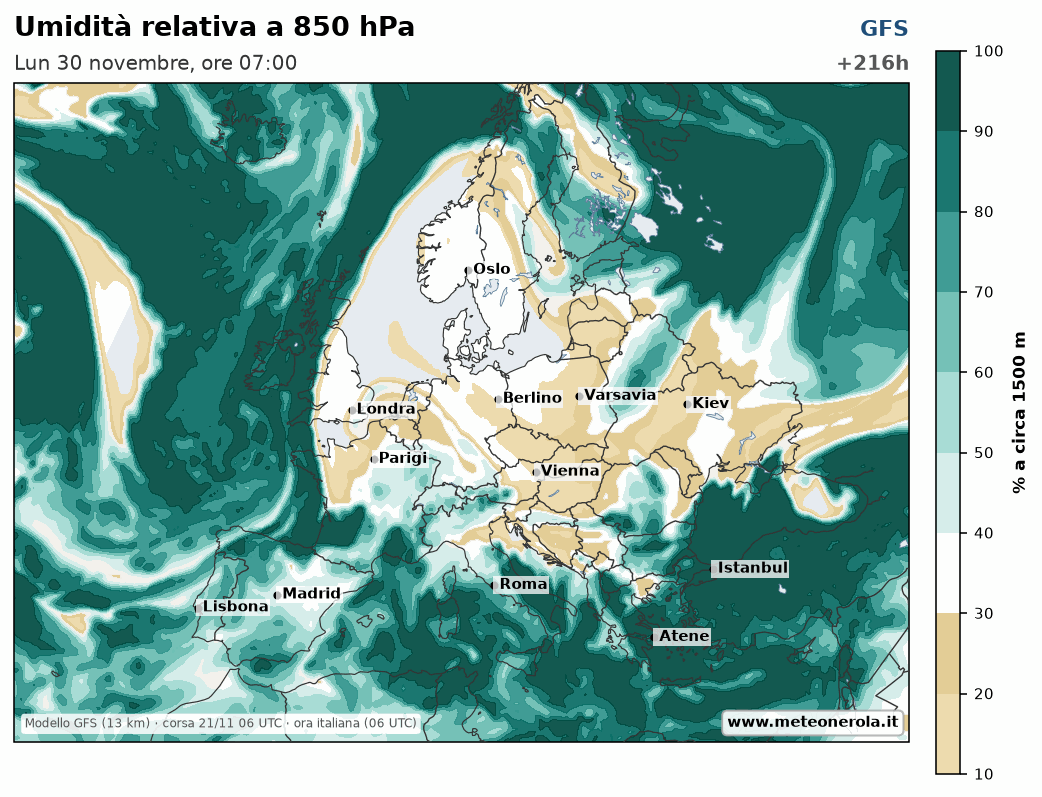 Umidità relativa a 850 hPa
GFS
Lun 30 novembre, ore 07:00
+216h
100
90
80
70
60
50
40
30
20
10
% a circa 1500 m
Oslo
Berlino
Varsavia
Kiev
Londra
Parigi
Vienna
Istanbul
Roma
Madrid
Lisbona
Atene
Modello GFS (13 km) · corsa 21/11 06 UTC · ora italiana (06 UTC)
www.meteonerola.it